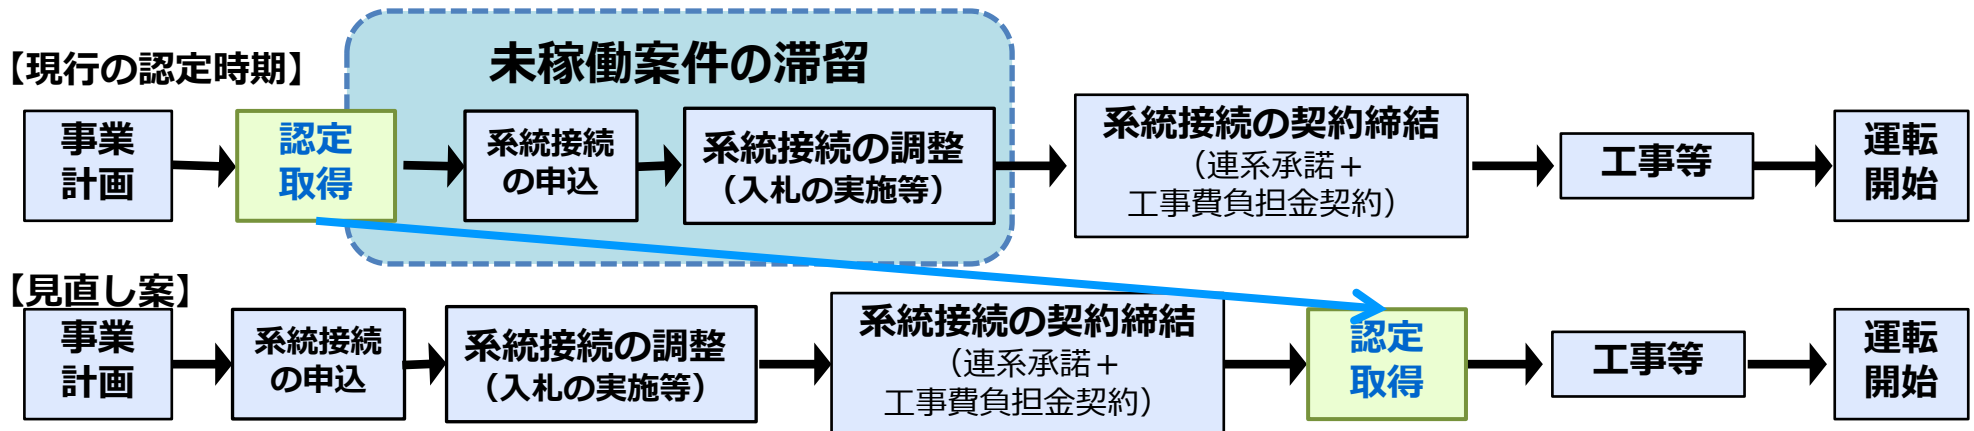 【現行の認定時期】
未稼働案件の滞留
事業
計画
認定
取得
系統接続
の申込
系統接続の調整
（入札の実施等）
系統接続の契約締結
（連系承諾＋
工事費負担金契約）
工事等
運転
開始
【見直し案】
事業
計画
系統接続
の申込
系統接続の調整
（入札の実施等）
系統接続の契約締結
（連系承諾＋
工事費負担金契約）
認定
取得
工事等
運転
開始